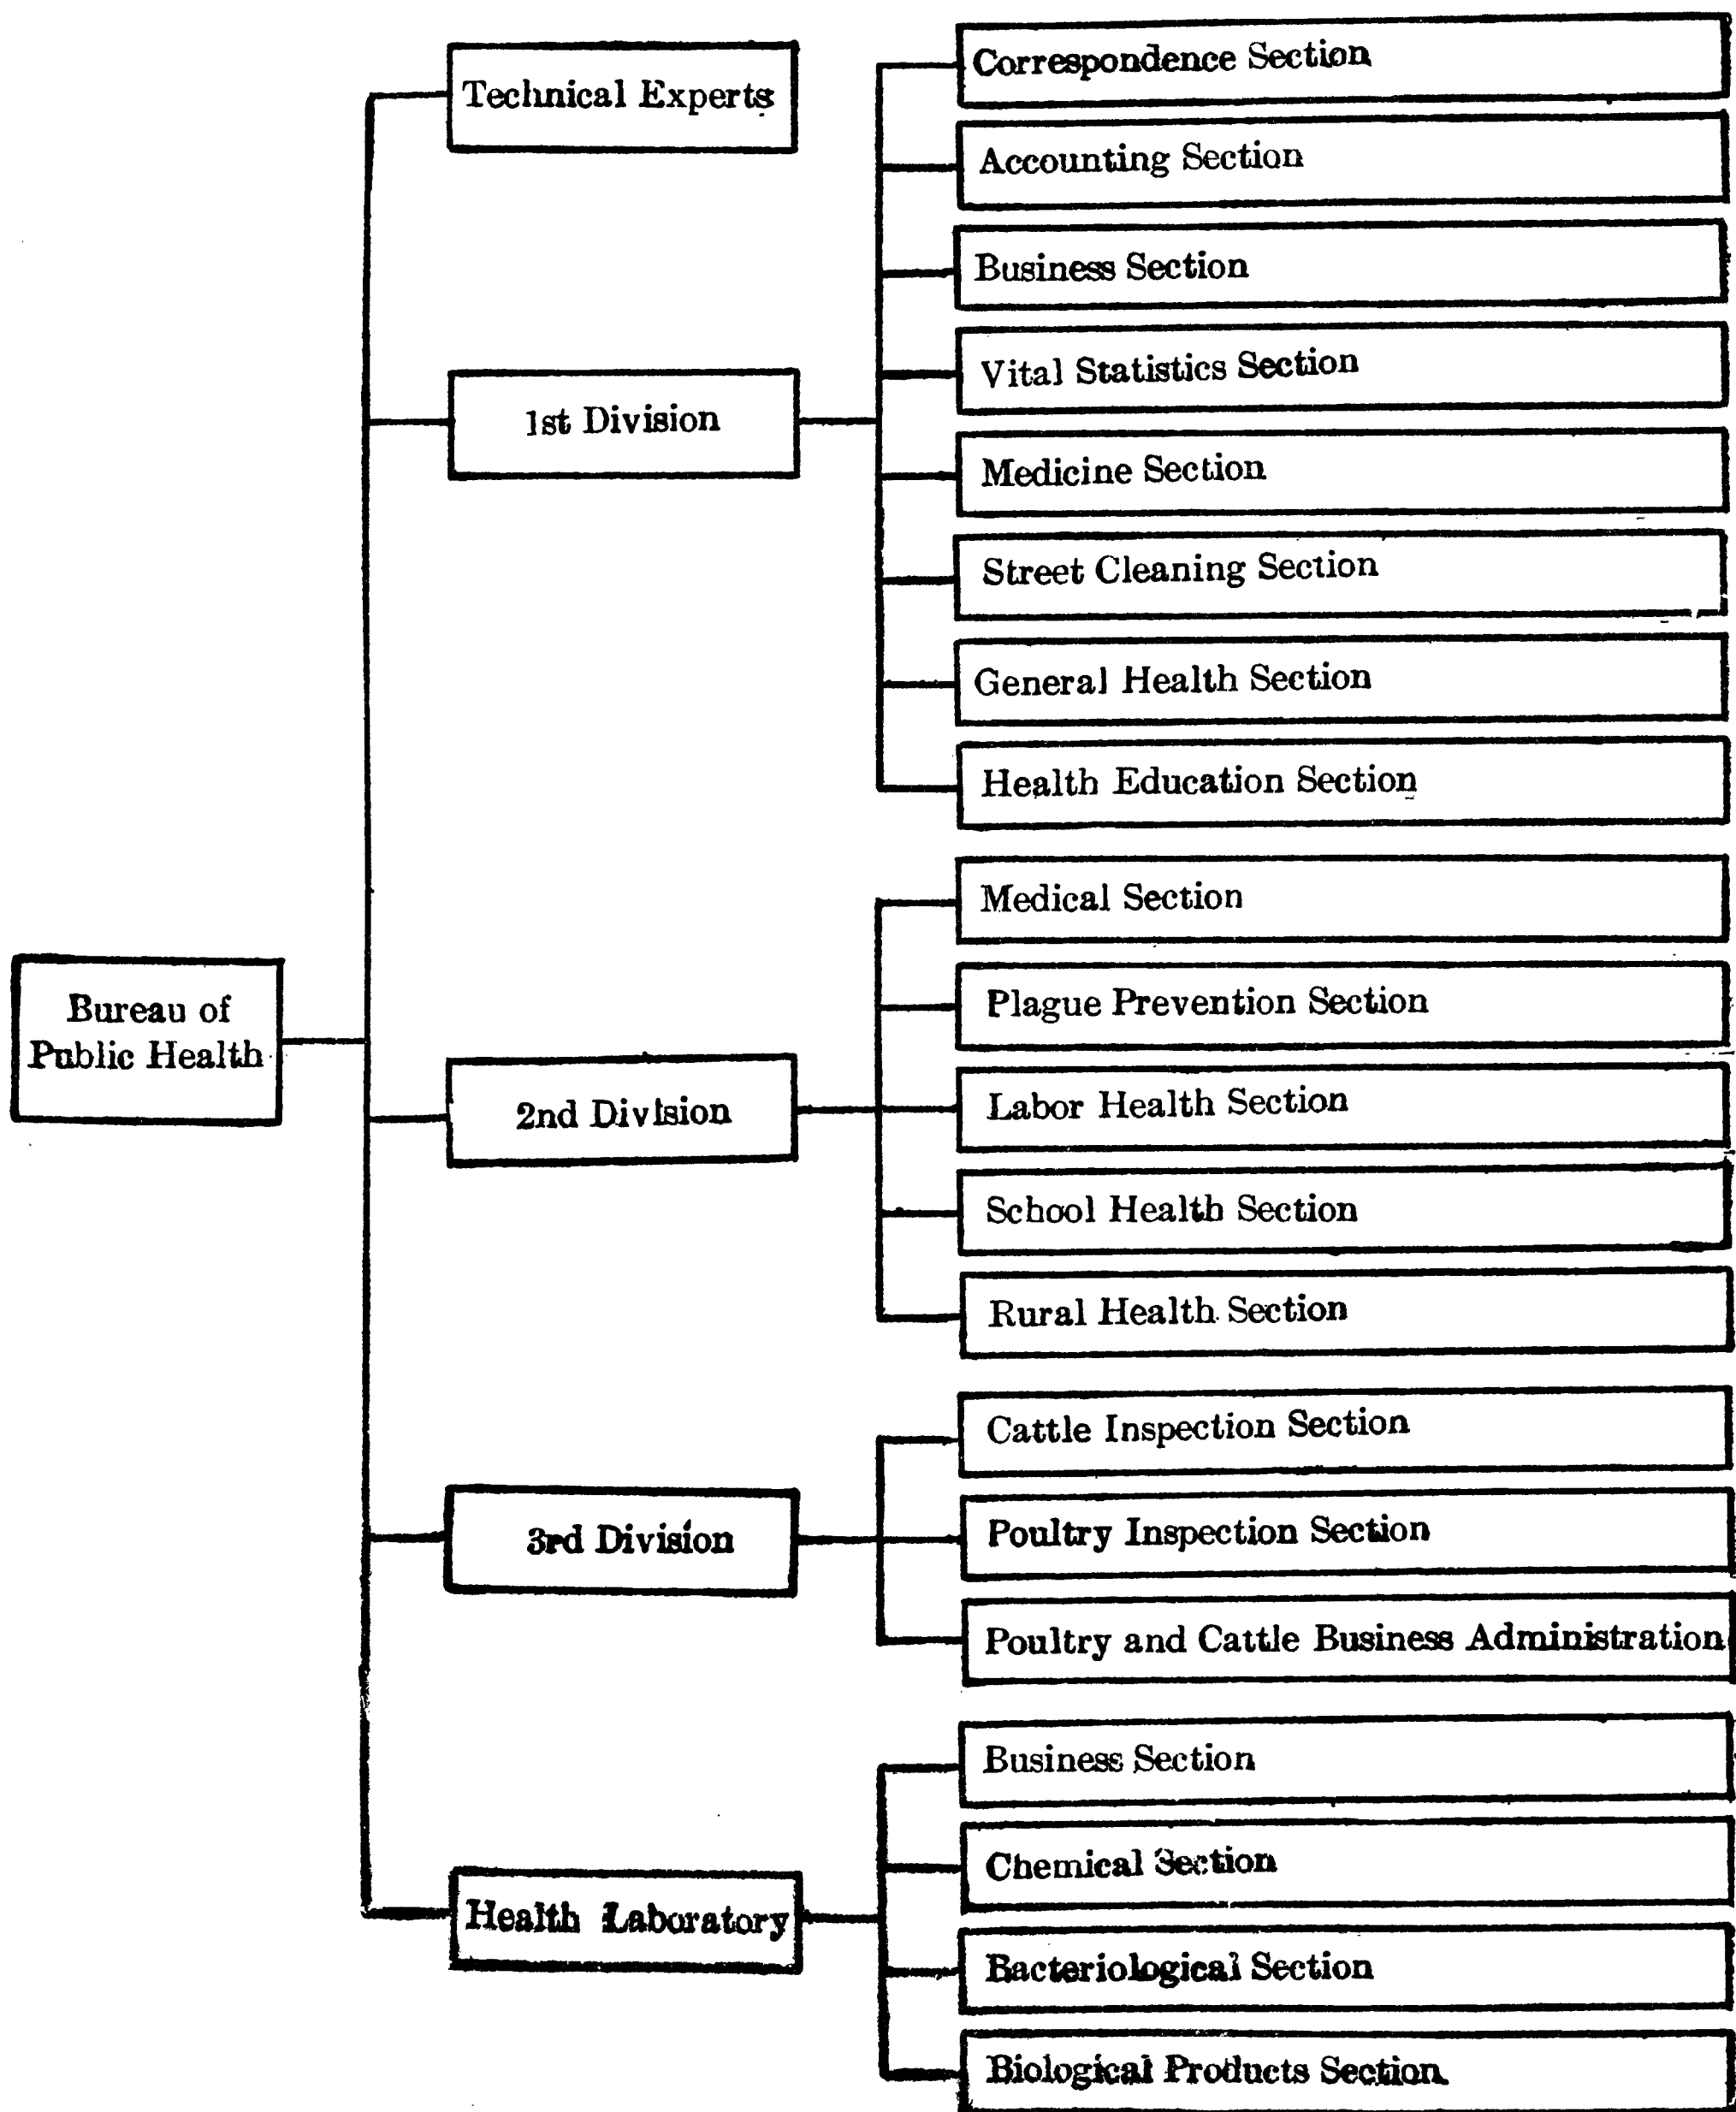 Bureau of
Public Health
Technical Experts
1st Division
Correspondence Section
Accounting Section
Business Section
Vital Statistics Section
Medicine Section
Street Cleaning Section
General Health Section
Health Education Section
2nd Division
Medical Section
Plague Prevention Section
Labor Health Section
School Health Section
Rural Health Section
3rd Division
Cattle Inspection Section
Poultry Inspection Section
Poultry and Cattle Business Administration
Health Laboratory
Business Section
Chemical Section
Bacteriological Section
Biological Products Section